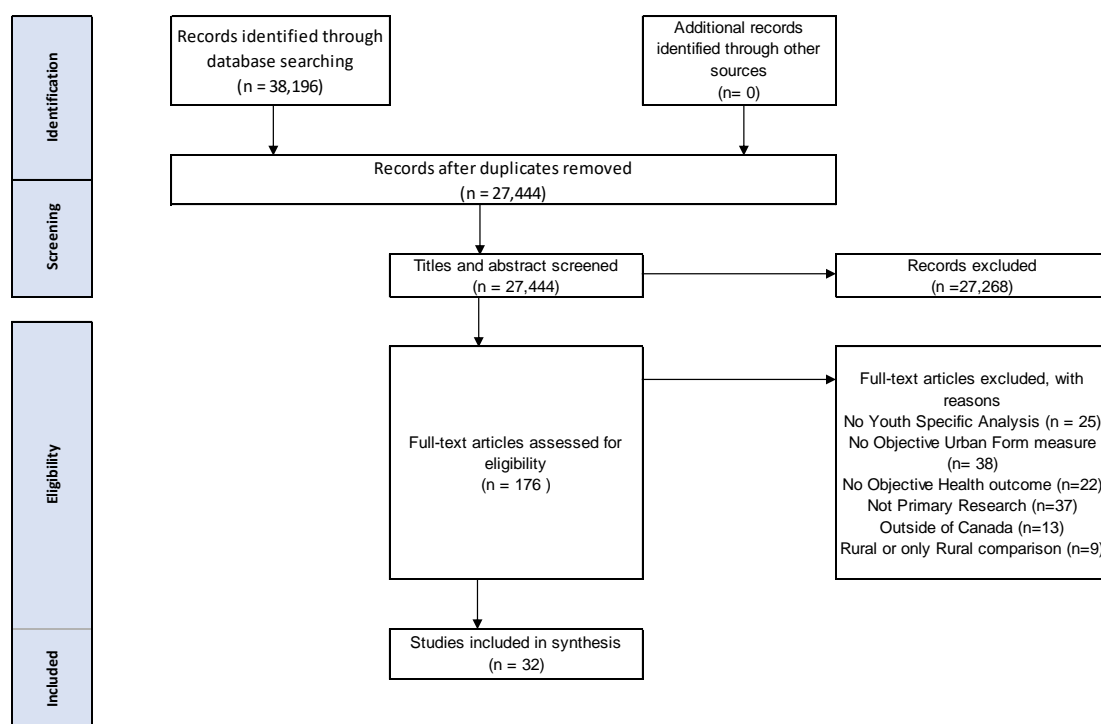 Identification
Records identified through
database searching
(n = 38,196)
Additional records
identified through other
sources
(n= 0)
Records after duplicates removed
(n = 27,444)
Screening
Titles and abstract screened
(n = 27,444)
Records excluded
(n =27,268)
Eligibility
Full-text articles assessed for
eligibility
(n = 176 )
Full-text articles excluded, with
reasons
No Youth Specific Analysis (n = 25)
No Objective Urban Form measure
(n= 38)
No Objective Health outcome (n=22)
Not Primary Research (n=37)
Outside of Canada (n=13)
Rural or only Rural comparison (n=9)
Included
Studies included in synthesis
(n = 32)